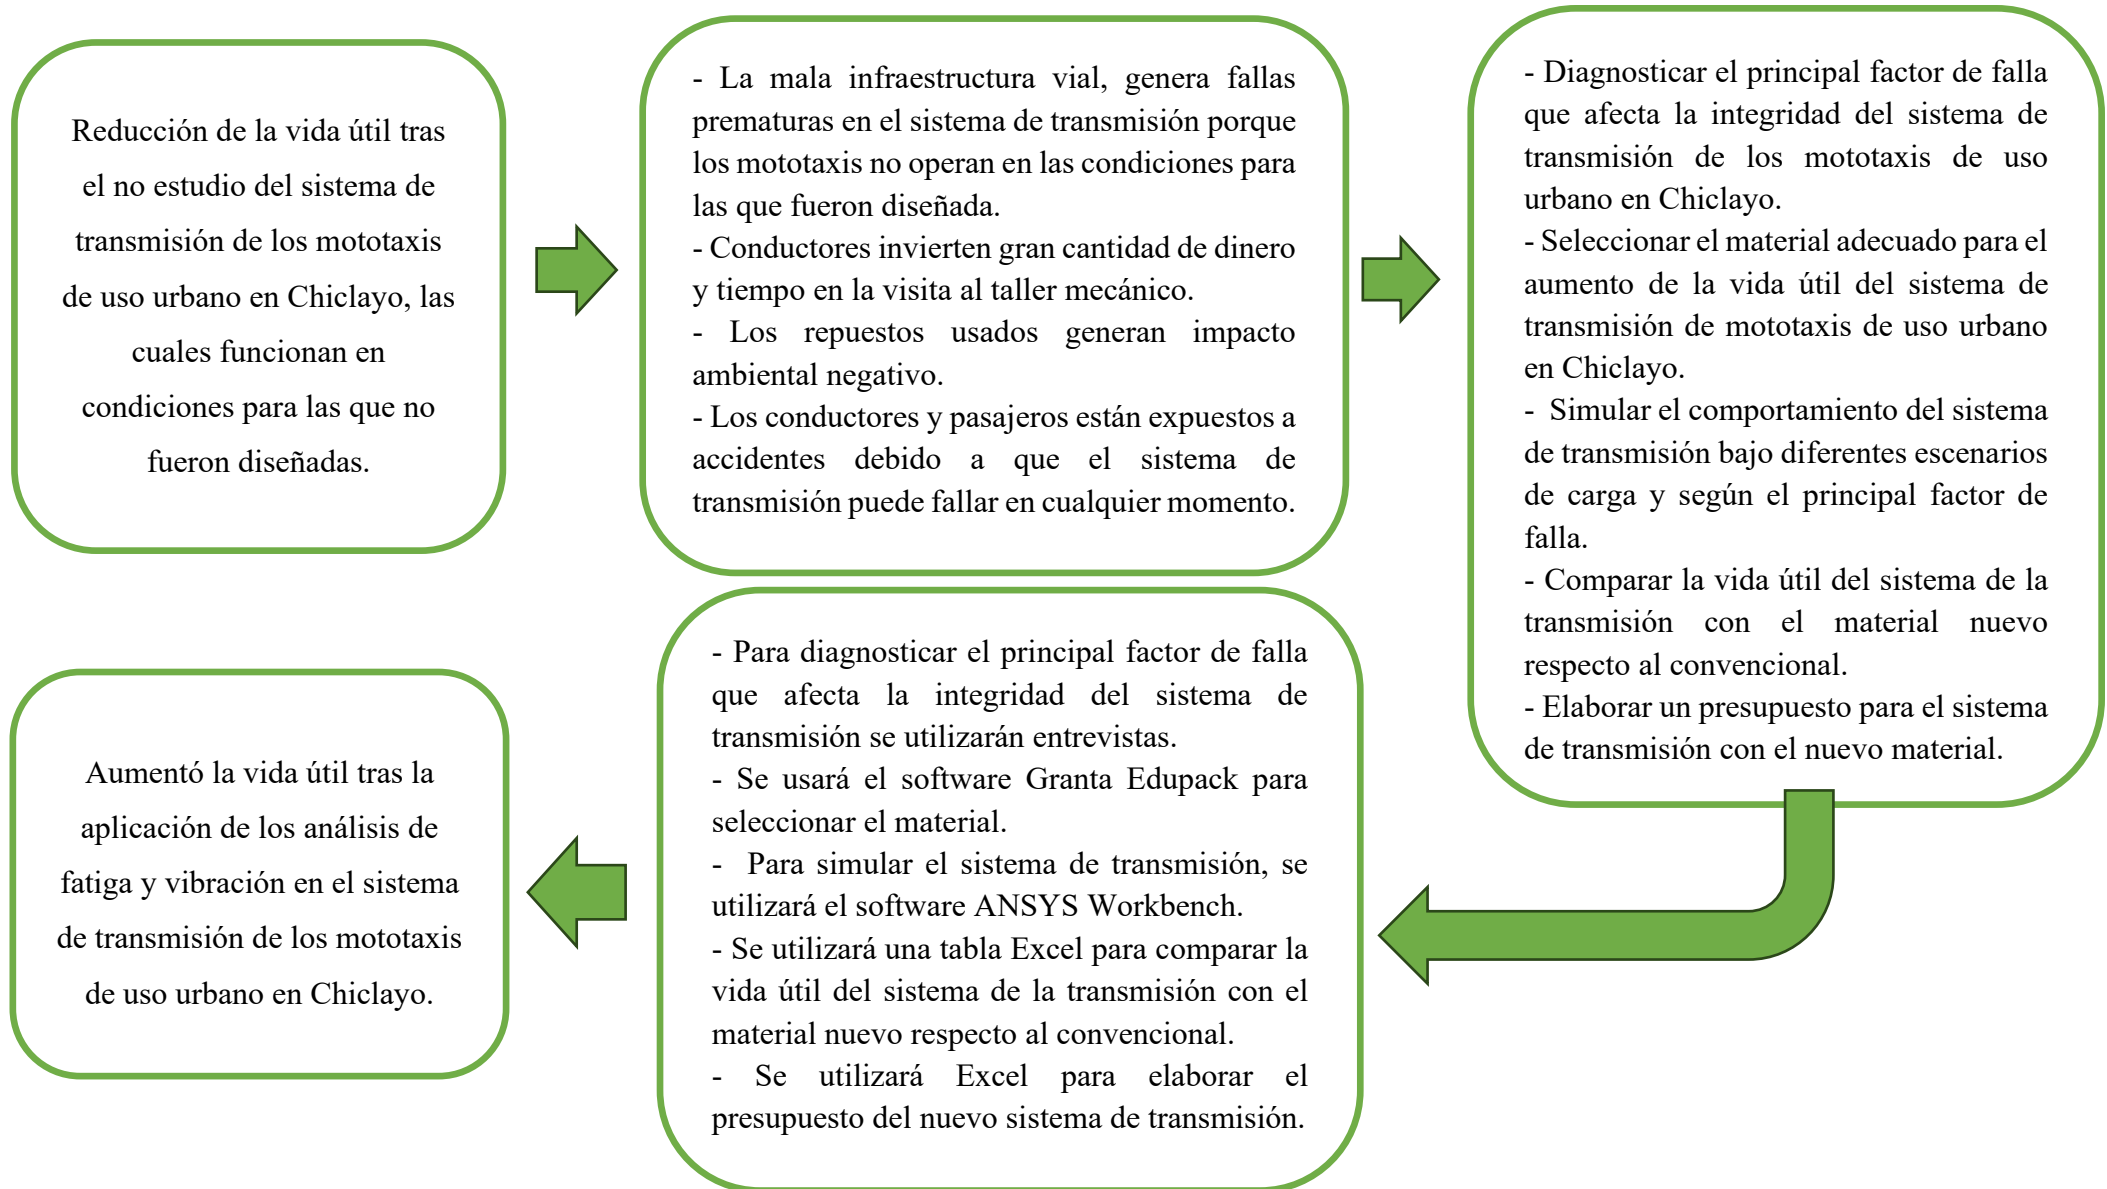 Reducción de la vida útil tras
el no estudio del sistema de
transmisión de los mototaxis
de uso urbano en Chiclayo, las
cuales funcionan en
condiciones para las que no
fueron diseñadas.
- La mala infraestructura vial, genera fallas
prematuras en el sistema de transmisión porque
los mototaxis no operan en las condiciones para
las que fueron diseñada.
- Conductores invierten gran cantidad de dinero
y tiempo en la visita al taller mecánico.
- Los repuestos usados generan impacto
ambiental negativo.
- Los conductores y pasajeros están expuestos a
accidentes debido a que el sistema de
transmisión puede fallar en cualquier momento.
- Diagnosticar el principal factor de falla
que afecta la integridad del sistema de
transmisión de los mototaxis de uso
urbano en Chiclayo.
- Seleccionar el material adecuado para el
aumento de la vida útil del sistema de
transmisión de mototaxis de uso urbano
en Chiclayo.
- Simular el comportamiento del sistema
de transmisión bajo diferentes escenarios
de carga y según el principal factor de
falla.
- Comparar la vida útil del sistema de la
transmisión con el material nuevo
respecto al convencional.
- Elaborar un presupuesto para el sistema
de transmisión con el nuevo material.
- Para diagnosticar el principal factor de falla
que afecta la integridad del sistema de
transmisión se utilizarán entrevistas.
- Se usará el software Granta Edupack para
seleccionar el material.
- Para simular el sistema de transmisión, se
utilizará el software ANSYS Workbench.
- Se utilizará una tabla Excel para comparar la
vida útil del sistema de la transmisión con el
material nuevo respecto al convencional.
- Se utilizará Excel para elaborar el
presupuesto del nuevo sistema de transmisión.
Aumentó la vida útil tras la
aplicación de los análisis de
fatiga y vibración en el sistema
de transmisión de los mototaxis
de uso urbano en Chiclayo.